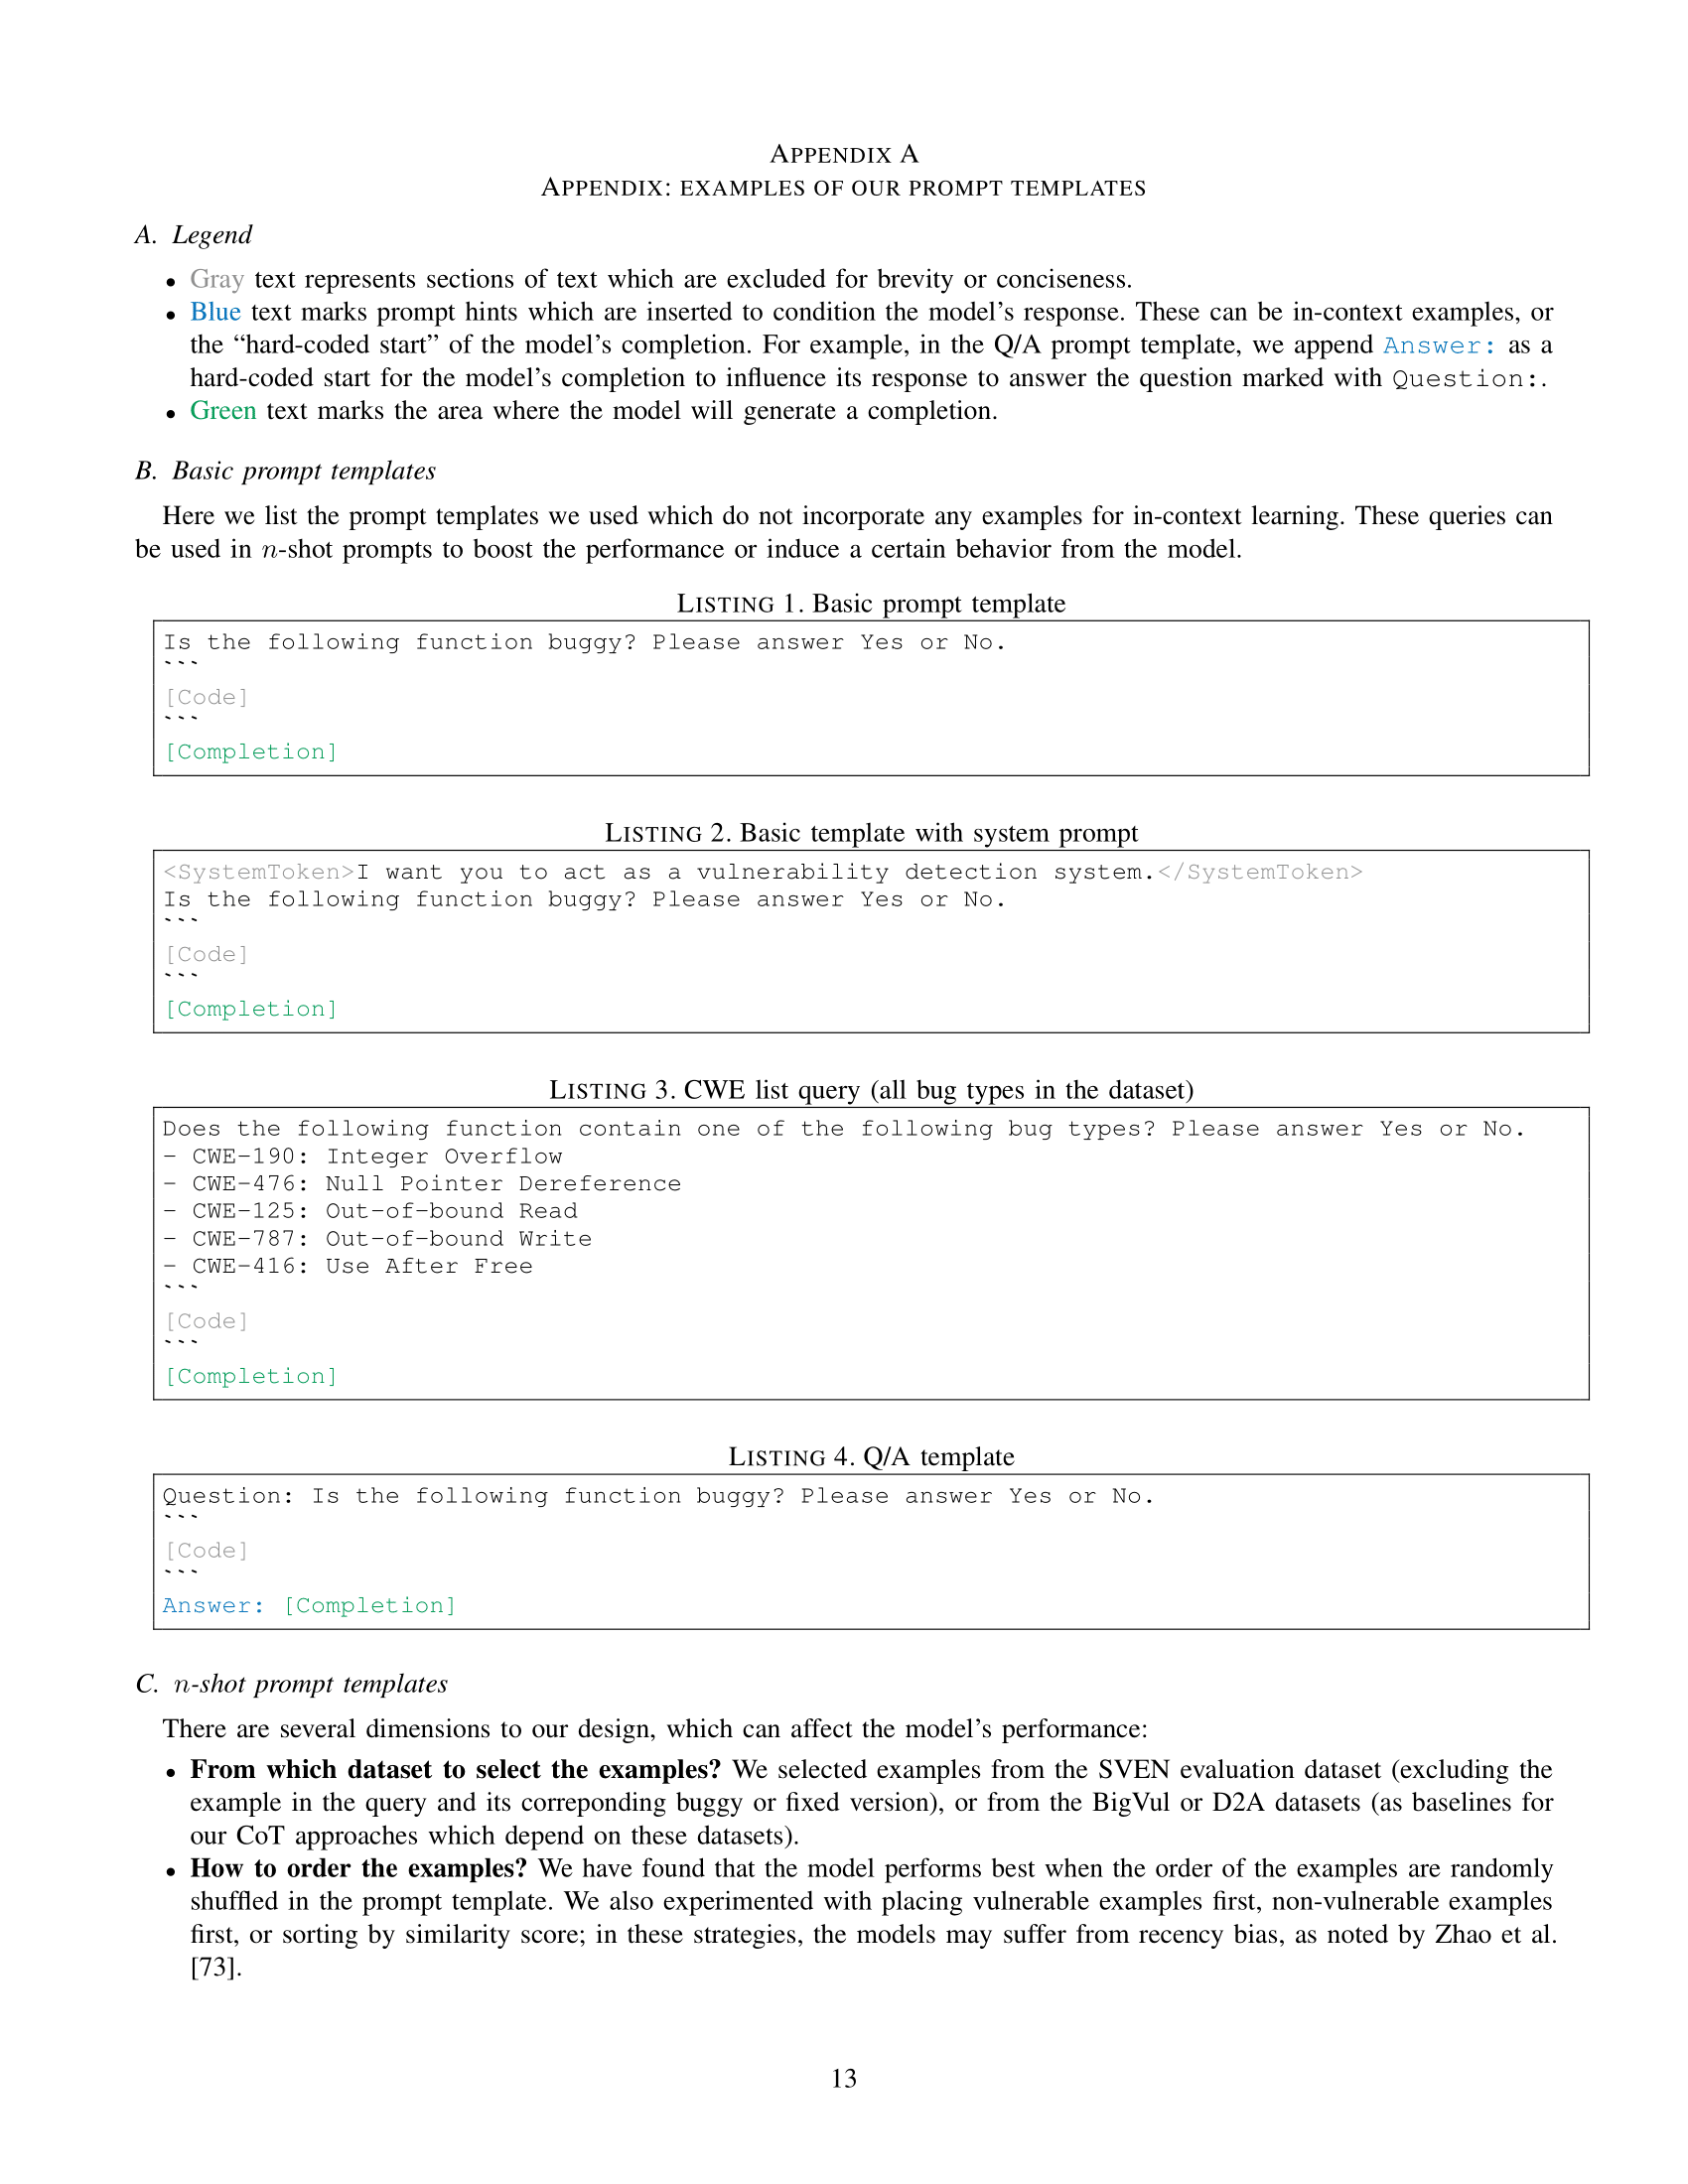 APPENDIX A
APPENDIX: EXAMPLES OF OUR PROMPT TEMPLATES
A. Legend
• Gray text represents sections of text which are excluded for brevity or conciseness.
• Blue text marks prompt hints which are inserted to condition the model's response. These can be in-context examples, or
the “hard-coded start” of the model's completion. For example, in the Q/A prompt template, we append Answer: as a
hard-coded start for the model's completion to influence its response to answer the question marked with Question:.
• Green text marks the area where the model will generate a completion.
B. Basic prompt templates
Here we list the prompt templates we used which do not incorporate any examples for in-context learning. These queries can
be used in n-shot prompts to boost the performance or induce a certain behavior from the model.
LISTING 1. Basic prompt template
Is the following function buggy? Please answer Yes or No.
```
[Code]
```
[Completion]
LISTING 2. Basic template with system prompt
<SystemToken>I want you to act as a vulnerability detection system.</SystemToken>
Is the following function buggy? Please answer Yes or No.
```
[Code]
```
[Completion]
LISTING 3. CWE list query (all bug types in the dataset)
Does the following function contain one of the following bug types? Please answer Yes or No.
- CWE-190: Integer Overflow
- CWE-476: Null Pointer Dereference
- CWE-125: Out-of-bound Read
- CWE-787: Out-of-bound Write
- CWE-416: Use After Free
```
[Code]
```
[Completion]
LISTING 4. Q/A template
Question: Is the following function buggy? Please answer Yes or No.
```
[Code]
```
Answer: [Completion]
C. n-shot prompt templates
There are several dimensions to our design, which can affect the model's performance:
• From which dataset to select the examples? We selected examples from the SVEN evaluation dataset (excluding the
example in the query and its correponding buggy or fixed version), or from the BigVul or D2A datasets (as baselines for
our CoT approaches which depend on these datasets).
• How to order the examples? We have found that the model performs best when the order of the examples are randomly
shuffled in the prompt template. We also experimented with placing vulnerable examples first, non-vulnerable examples
first, or sorting by similarity score; in these strategies, the models may suffer from recency bias, as noted by Zhao et al.
[73].
13